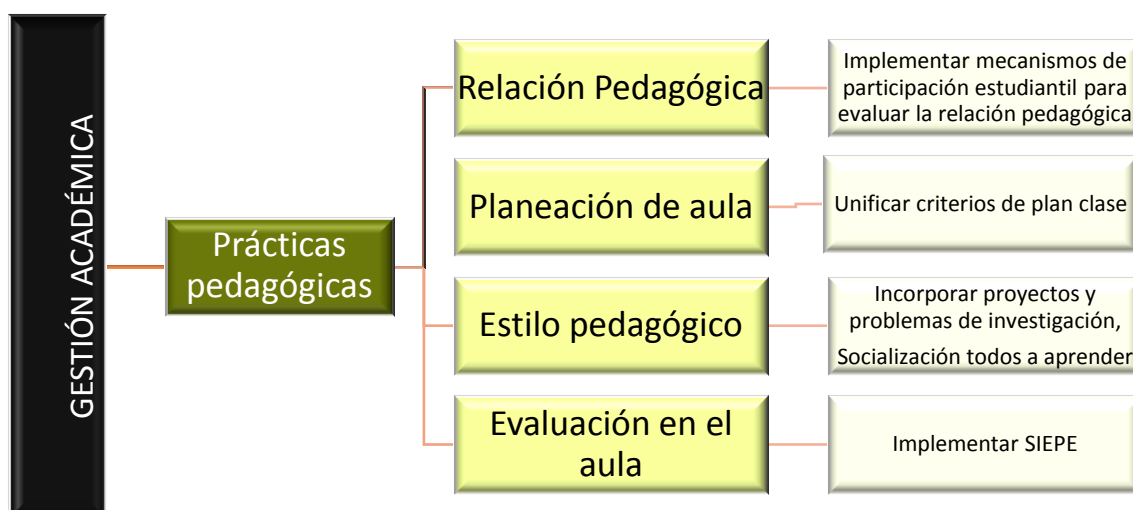 GESTIÓN ACADÉMICA
Prácticas
pedagógicas
Relación Pedagógica
Implementar mecanismos de
participación estudiantil para
evaluar la relación pedagógica
Planeación de aula
Unificar criterios de plan clase
Estilo pedagógico
Incorporar proyectos y
problemas de investigación,
Socialización todos a aprender
Evaluación en el
aula
Implementar SIEPE